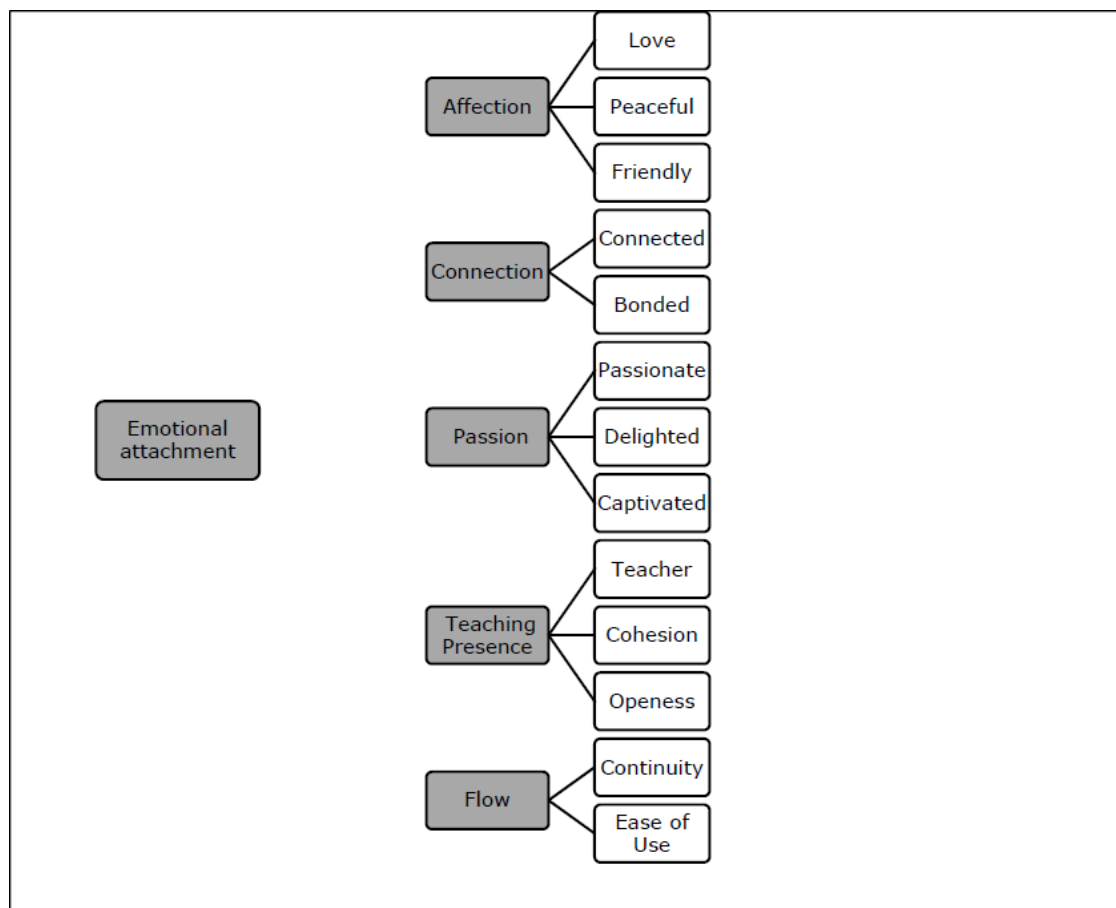 Emotional
attachment
Affection
Love
Peaceful
Friendly
Connection
Connected
Bonded
Passion
Passionate
Delighted
Captivated
Teaching
Presence
Teacher
Cohesion
Openess
Flow
Continuity
Ease of
Use